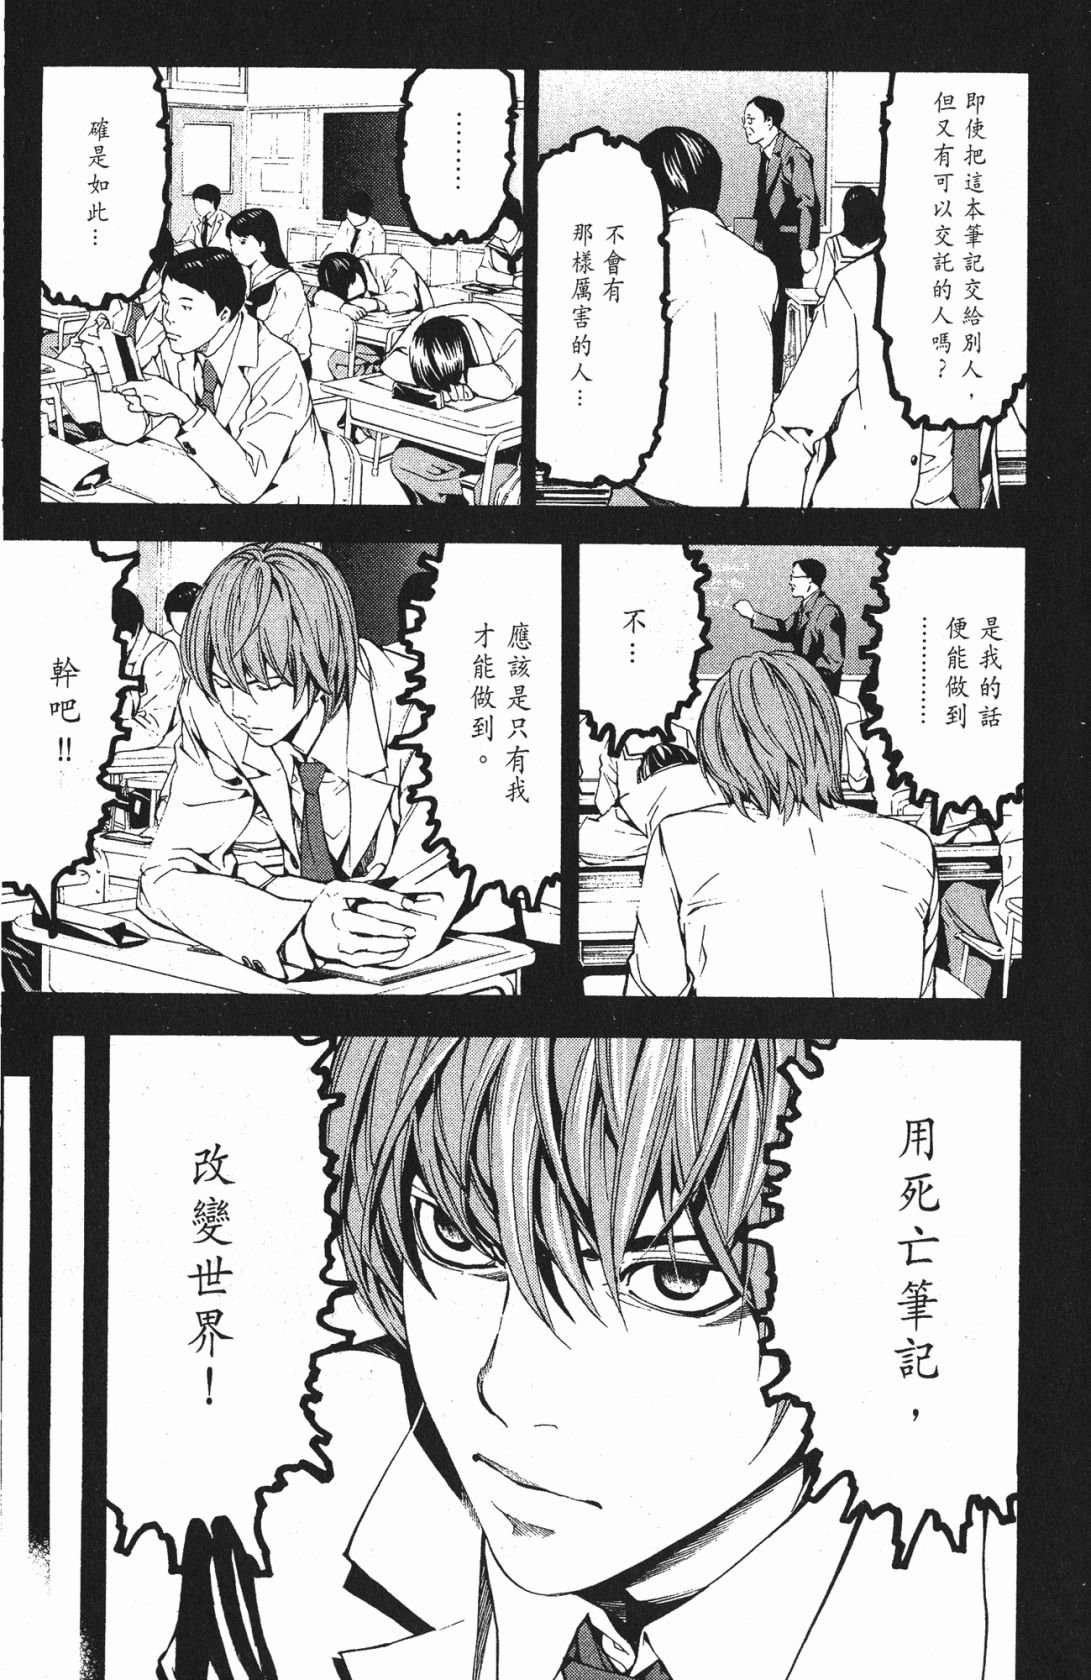 即使把這本筆記交給別人，
但又有可以交託的人嗎？
不會有
那樣厲害的人…
………
確是如此…
是我的話
便能做到
…………
不…
應該是只有我
才能做到。
幹吧!!
用死亡筆記，
改變世界！